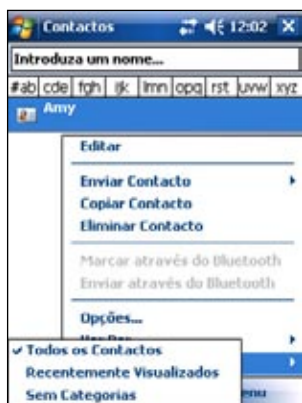 Contactos 12:02
Introduza um nome...
#ab cde fgh ijk lmn opq rst uvw xyz
Amy
Editar
Enviar Contacto
Copiar Contacto
Eliminar Contacto
Marcar através do Bluetooth
Enviar através do Bluetooth
Opções...
Todos os Contactos
Recentemente Visualizados
Sem Categorias